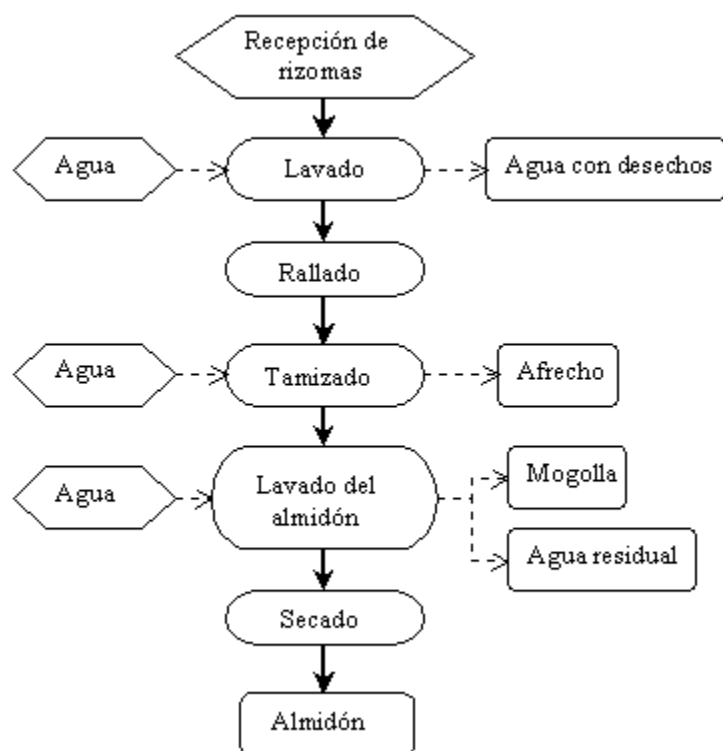 Recepción de
rizomas
Agua
Lavado
Agua con desechos
Rallado
Agua
Tamizado
Afrecho
Agua
Lavado del
almidón
Mogolla
Agua residual
Secado
Almidón